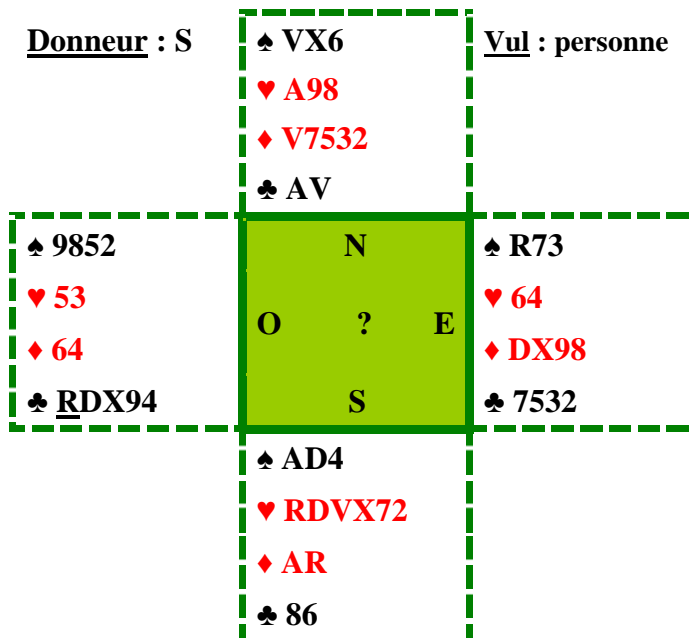 Donneur : S
♠ VX6
Vul : personne
♥ A98
♦ V7532
♣ AV
♠ 9852
♥ 53
♦ 64
♣ RDX94
N
O ? E
S
♠ R73
♥ 64
♦ DX98
♣ 7532
♠ AD4
♥ RDVX72
♦ AR
♣ 86